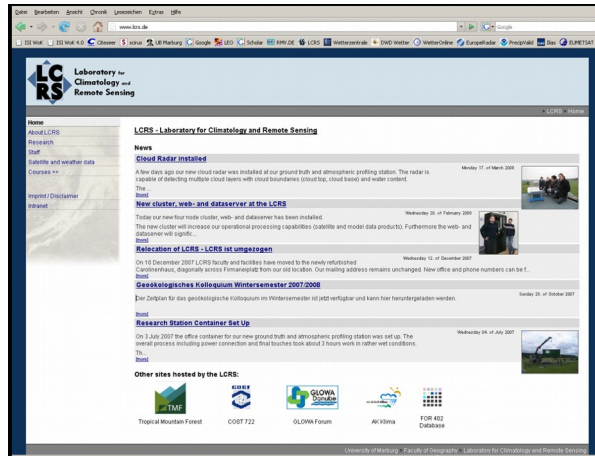 Datei Bearbeiten Ansicht Chronik Lesezeichen Extras Hilfe
www.lcrs.de
Google
ISI WoK ISI WoK 4.0 Citeseer scirus UB Marburg Google LEO Scholar RMV.DE LCRS Wetterzentrale DWD Wetter WetterOnline EuropeRadar PrecipValid Bias EUMETSAT
LCRS
Laboratory for
Climatology and
Remote Sensing
LCRS Home
Home
About LCRS
Research
Staff
Satellite and weather data
Courses >>
Imprint / Disclaimer
Intranet
LCRS - Laboratory for Climatology and Remote Sensing
News
Cloud Radar installed
Monday 17. of March 2008
A few days ago our new cloud radar was installed at our ground truth and atmospheric profiling station. The radar is
capable of detecting multiple cloud layers with cloud boundaries (cloud top, cloud base) and water content.
The ...
[more]
New cluster, web- and dataserver at the LCRS
Today our new four node cluster, web- and dataserver has been installed.
Wednesday 20. of February 2008
The new cluster will increase our operational processing capabilities (satellite and model data products). Furthermore the web- and
dataserver will signific...
[more]
Relocation of LCRS - LCRS ist umgezogen
Wednesday 12. of December 2007
On 10 December 2007 LCRS faculty and facilities have moved to the newly refurbished
Carolinenhaus, diagonally across Firmaneiplatz from our old location. Our mailing address remains unchanged. New office and phone numbers can be f...
[more]
Geoökologisches Kolloquium Wintersemester 2007/2008
Der Zeitplan für das geoökologische Kolloquium im Wintersemester ist jetzt verfügbar und kann hier heruntergeladen werden.
[more]
Research Station Container Set Up
Wednesday 04. of July 2007
On 3 July 2007 the office container for our new ground truth and atmospheric profiling station was set up. The
overall process including power connection and final touches took about 3 hours work in rather wet conditions.
Th...
[more]
Other sites hosted by the LCRS:
TMF
COST
GLOWA
Danube
Tropical Mountain Forest
COST 722
GLOWA Forum
AK Klima
FOR 402
Database
University of Marburg Faculty of Geography Laboratory for Climatology and Remote Sensing